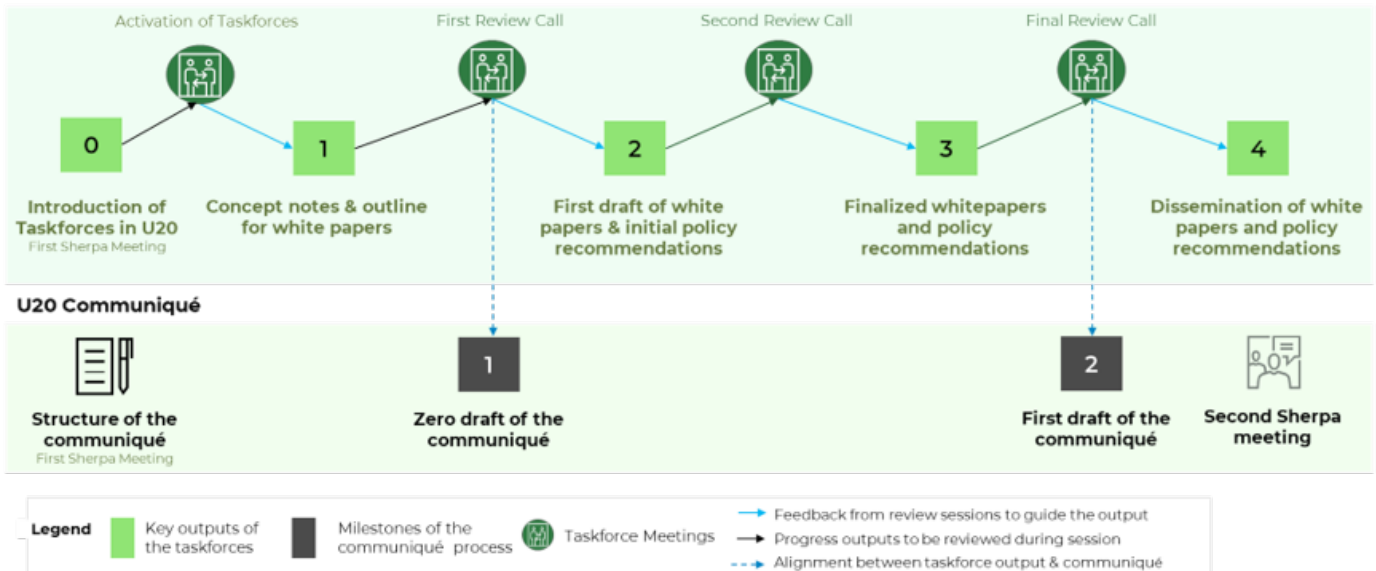 Activation of Taskforces
First Review Call
Second Review Call
Final Review Call
0
1
2
3
4
Introduction of
Taskforces in U20
First Sherpa Meeting
Concept notes & outline
for white papers
First draft of white
papers & initial policy
recommendations
Finalized whitepapers
and policy
recommendations
Dissemination of white
papers and policy
recommendations
U20 Communiqué
1
2
Structure of the
communiqué
First Sherpa Meeting
Zero draft of the
communiqué
First draft of the
communiqué
Second Sherpa
meeting
Legend
Key outputs of
the taskforces
Milestones of the
communiqué process
Taskforce Meetings
Feedback from review sessions to guide the output
Progress outputs to be reviewed during session
Alignment between taskforce output & communiqué